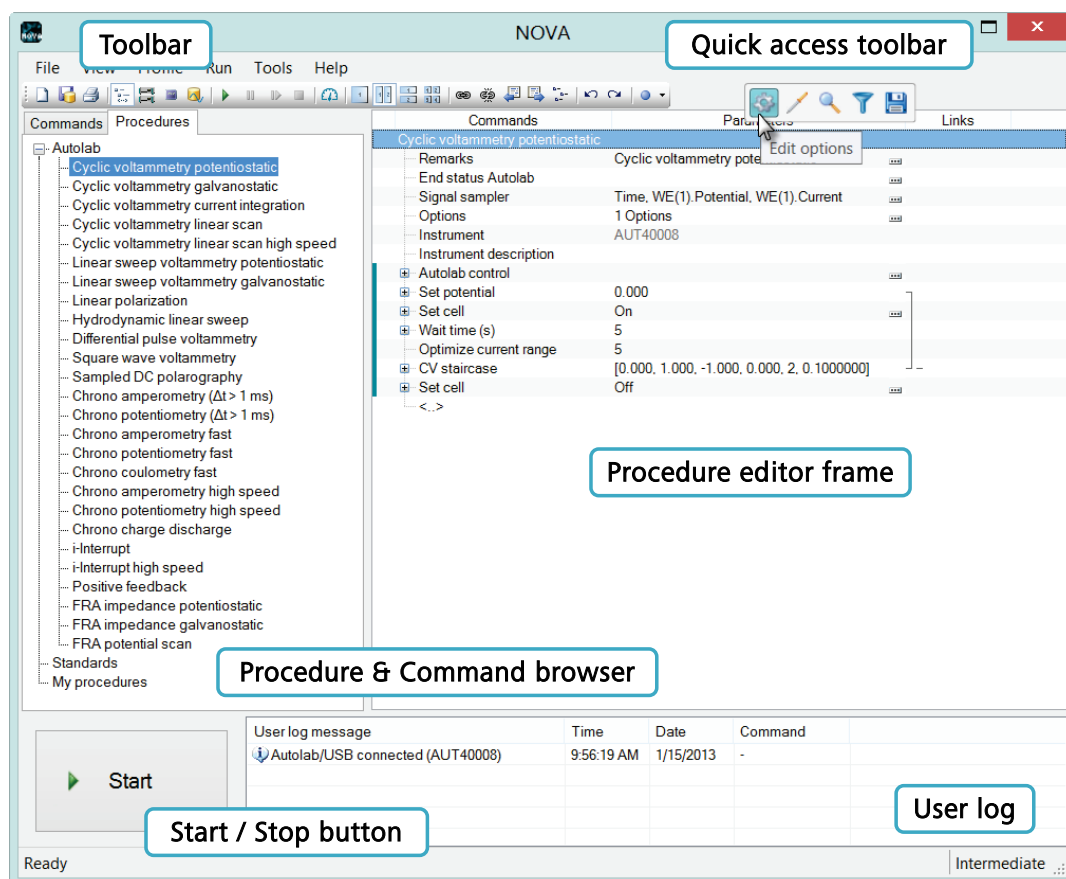 NOVA
Toolbar
Quick access toolbar
File View Profile Run Tools Help
Commands Procedures
Commands Parameters Links
Edit options
Autolab
Cyclic voltammetry potentiostatic
Cyclic voltammetry galvanostatic
Cyclic voltammetry current integration
Cyclic voltammetry linear scan
Cyclic voltammetry linear scan high speed
Linear sweep voltammetry potentiostatic
Linear sweep voltammetry galvanostatic
Linear polarization
Hydrodynamic linear sweep
Differential pulse voltammetry
Square wave voltammetry
Sampled DC polarography
Chrono amperometry (Δt > 1 ms)
Chrono potentiometry (Δt > 1 ms)
Chrono amperometry fast
Chrono potentiometry fast
Chrono coulometry fast
Chrono amperometry high speed
Chrono potentiometry high speed
Chrono charge discharge
i-Interrupt
i-Interrupt high speed
Positive feedback
FRA impedance potentiostatic
FRA impedance galvanostatic
FRA potential scan
Standards
My procedures
Procedure & Command browser
Cyclic voltammetry potentiostatic
Remarks Cyclic voltammetry
End status Autolab
Signal sampler Time, WE(1).Potential, WE(1).Current
Options 1 Options
Instrument AUT40008
Instrument description
Autolab control
Set potential 0.000
Set cell On
Wait time (s) 5
Optimize current range 5
CV staircase [0.000, 1.000, -1.000, 0.000, 2, 0.1000000]
Set cell Off
<..>
Procedure editor frame
Start
Start / Stop button
User log message Time Date Command
Autolab/USB connected (AUT40008) 9:56:19 AM 1/15/2013 -
User log
Ready
Intermediate